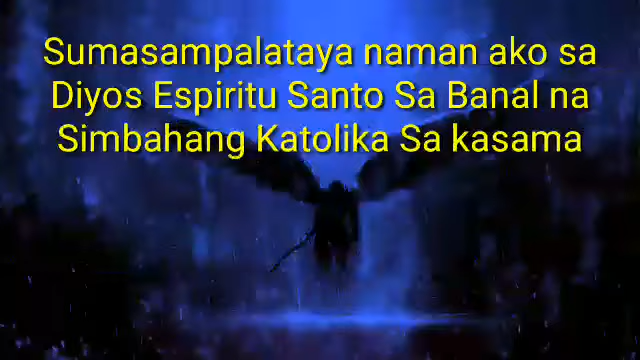 Sumasampalataya naman ako sa
Diyos Espiritu Santo Sa Banal na
Simbahang Katolika Sa kasama